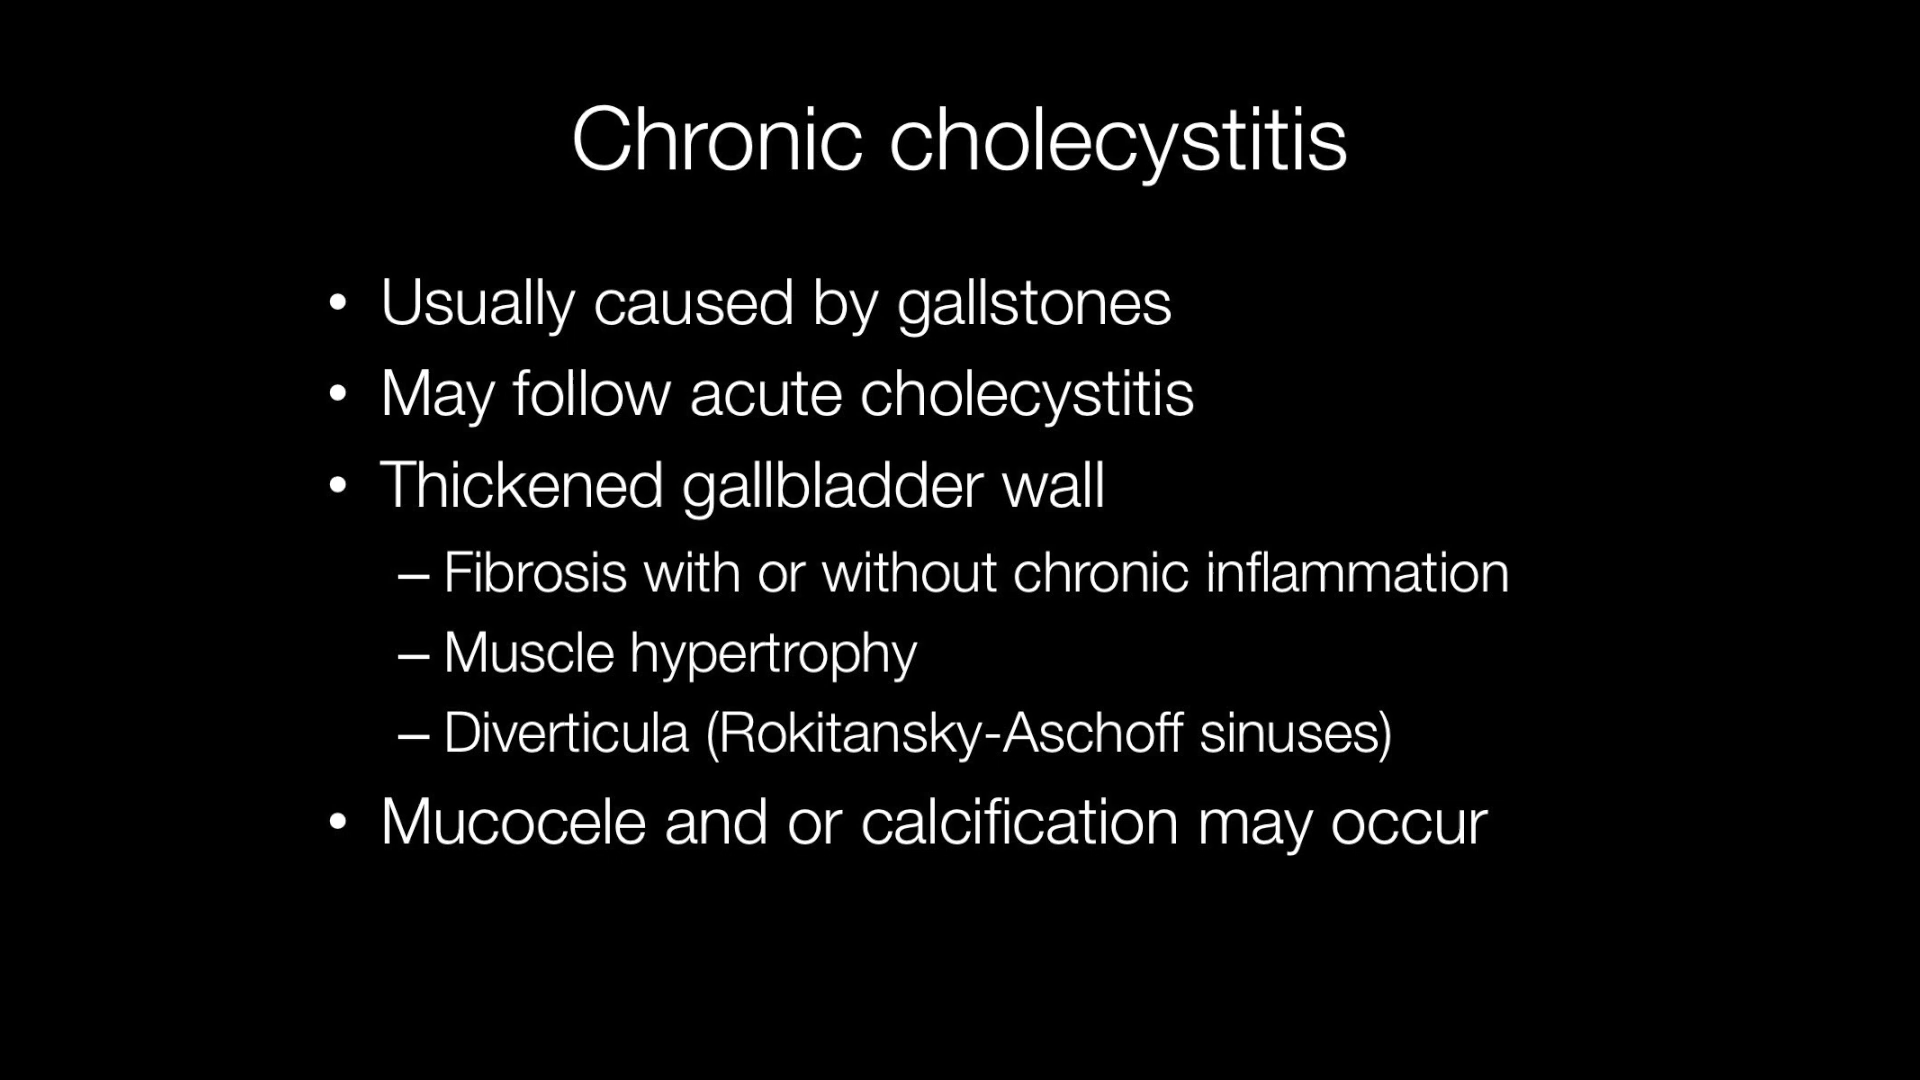 Chronic cholecystitis
• Usually caused by gallstones
• May follow acute cholecystitis
• Thickened gallbladder wall
– Fibrosis with or without chronic inflammation
– Muscle hypertrophy
– Diverticula (Rokitansky-Aschoff sinuses)
• Mucocele and or calcification may occur